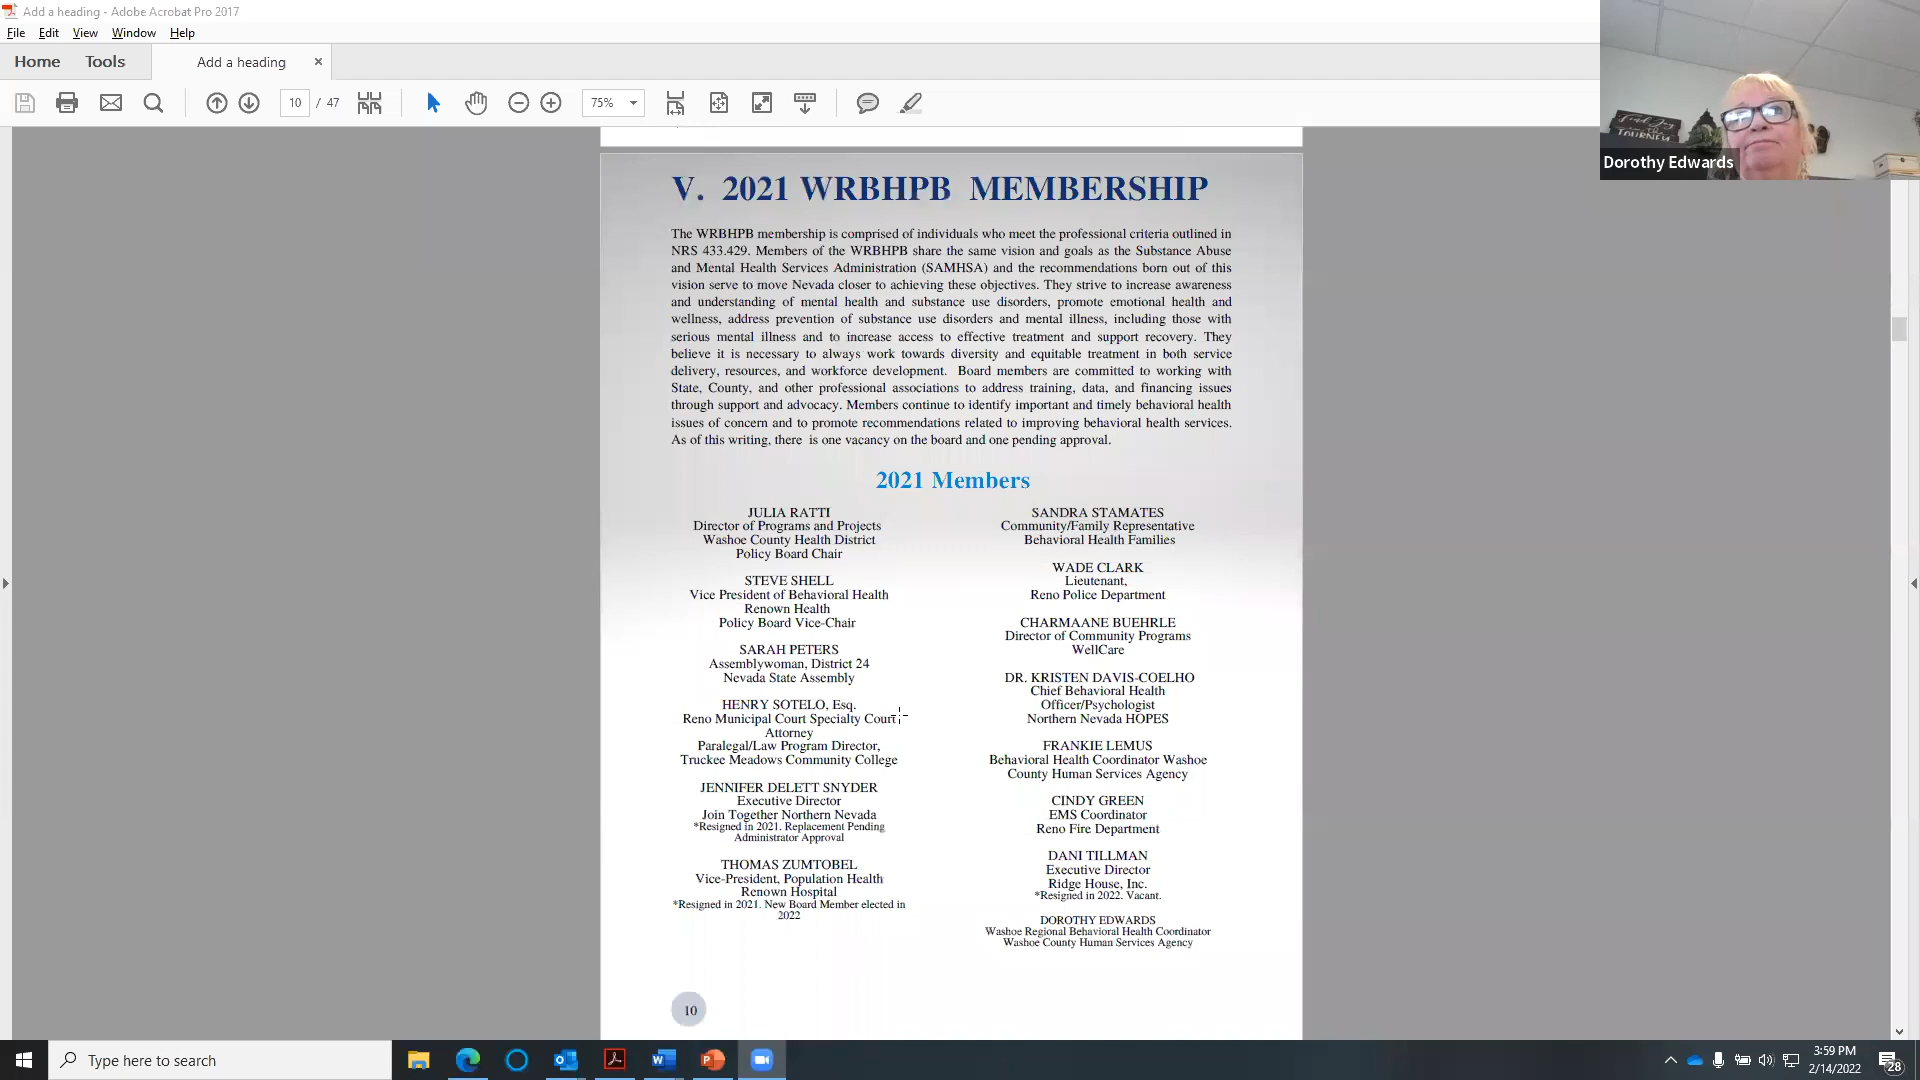 Add a heading - Adobe Acrobat Pro 2017
File Edit View Window Help
Home Tools Add a heading ×
10 / 47 75%
Find Joy
in the
JOURNEY
Dorothy Edwards
V. 2021 WRBHPB MEMBERSHIP
The WRBHPB membership is comprised of individuals who meet the professional criteria outlined in
NRS 433.429. Members of the WRBHPB share the same vision and goals as the Substance Abuse
and Mental Health Services Administration (SAMHSA) and the recommendations born out of this
vision serve to move Nevada closer to achieving these objectives. They strive to increase awareness
and understanding of mental health and substance use disorders, promote emotional health and
wellness, address prevention of substance use disorders and mental illness, including those with
serious mental illness and to increase access to effective treatment and support recovery. They
believe it is necessary to always work towards diversity and equitable treatment in both service
delivery, resources, and workforce development. Board members are committed to working with
State, County, and other professional associations to address training, data, and financing issues
through support and advocacy. Members continue to identify important and timely behavioral health
issues of concern and to promote recommendations related to improving behavioral health services.
As of this writing, there is one vacancy on the board and one pending approval.
2021 Members
JULIA RATTI
Director of Programs and Projects
Washoe County Health District
Policy Board Chair
STEVE SHELL
Vice President of Behavioral Health
Renown Health
Policy Board Vice-Chair
SARAH PETERS
Assemblywoman, District 24
Nevada State Assembly
HENRY SOTELO, Esq.
Reno Municipal Court Specialty Court
Attorney
Paralegal/Law Program Director,
Truckee Meadows Community College
JENNIFER DELETT SNYDER
Executive Director
Join Together Northern Nevada
*Resigned in 2021. Replacement Pending
Administrator Approval
THOMAS ZUMTOBEL
Vice-President, Population Health
Renown Hospital
*Resigned in 2021. New Board Member elected in
2022
SANDRA STAMATES
Community/Family Representative
Behavioral Health Families
WADE CLARK
Lieutenant,
Reno Police Department
CHARMAANE BUEHRLE
Director of Community Programs
WellCare
DR. KRISTEN DAVIS-COELHO
Chief Behavioral Health
Officer/Psychologist
Northern Nevada HOPES
FRANKIE LEMUS
Behavioral Health Coordinator Washoe
County Human Services Agency
CINDY GREEN
EMS Coordinator
Reno Fire Department
DANI TILLMAN
Executive Director
Ridge House, Inc.
*Resigned in 2022. Vacant.
DOROTHY EDWARDS
Washoe Regional Behavioral Health Coordinator
Washoe County Human Services Agency
10
Type here to search
3:59 PM
2/14/2022
28